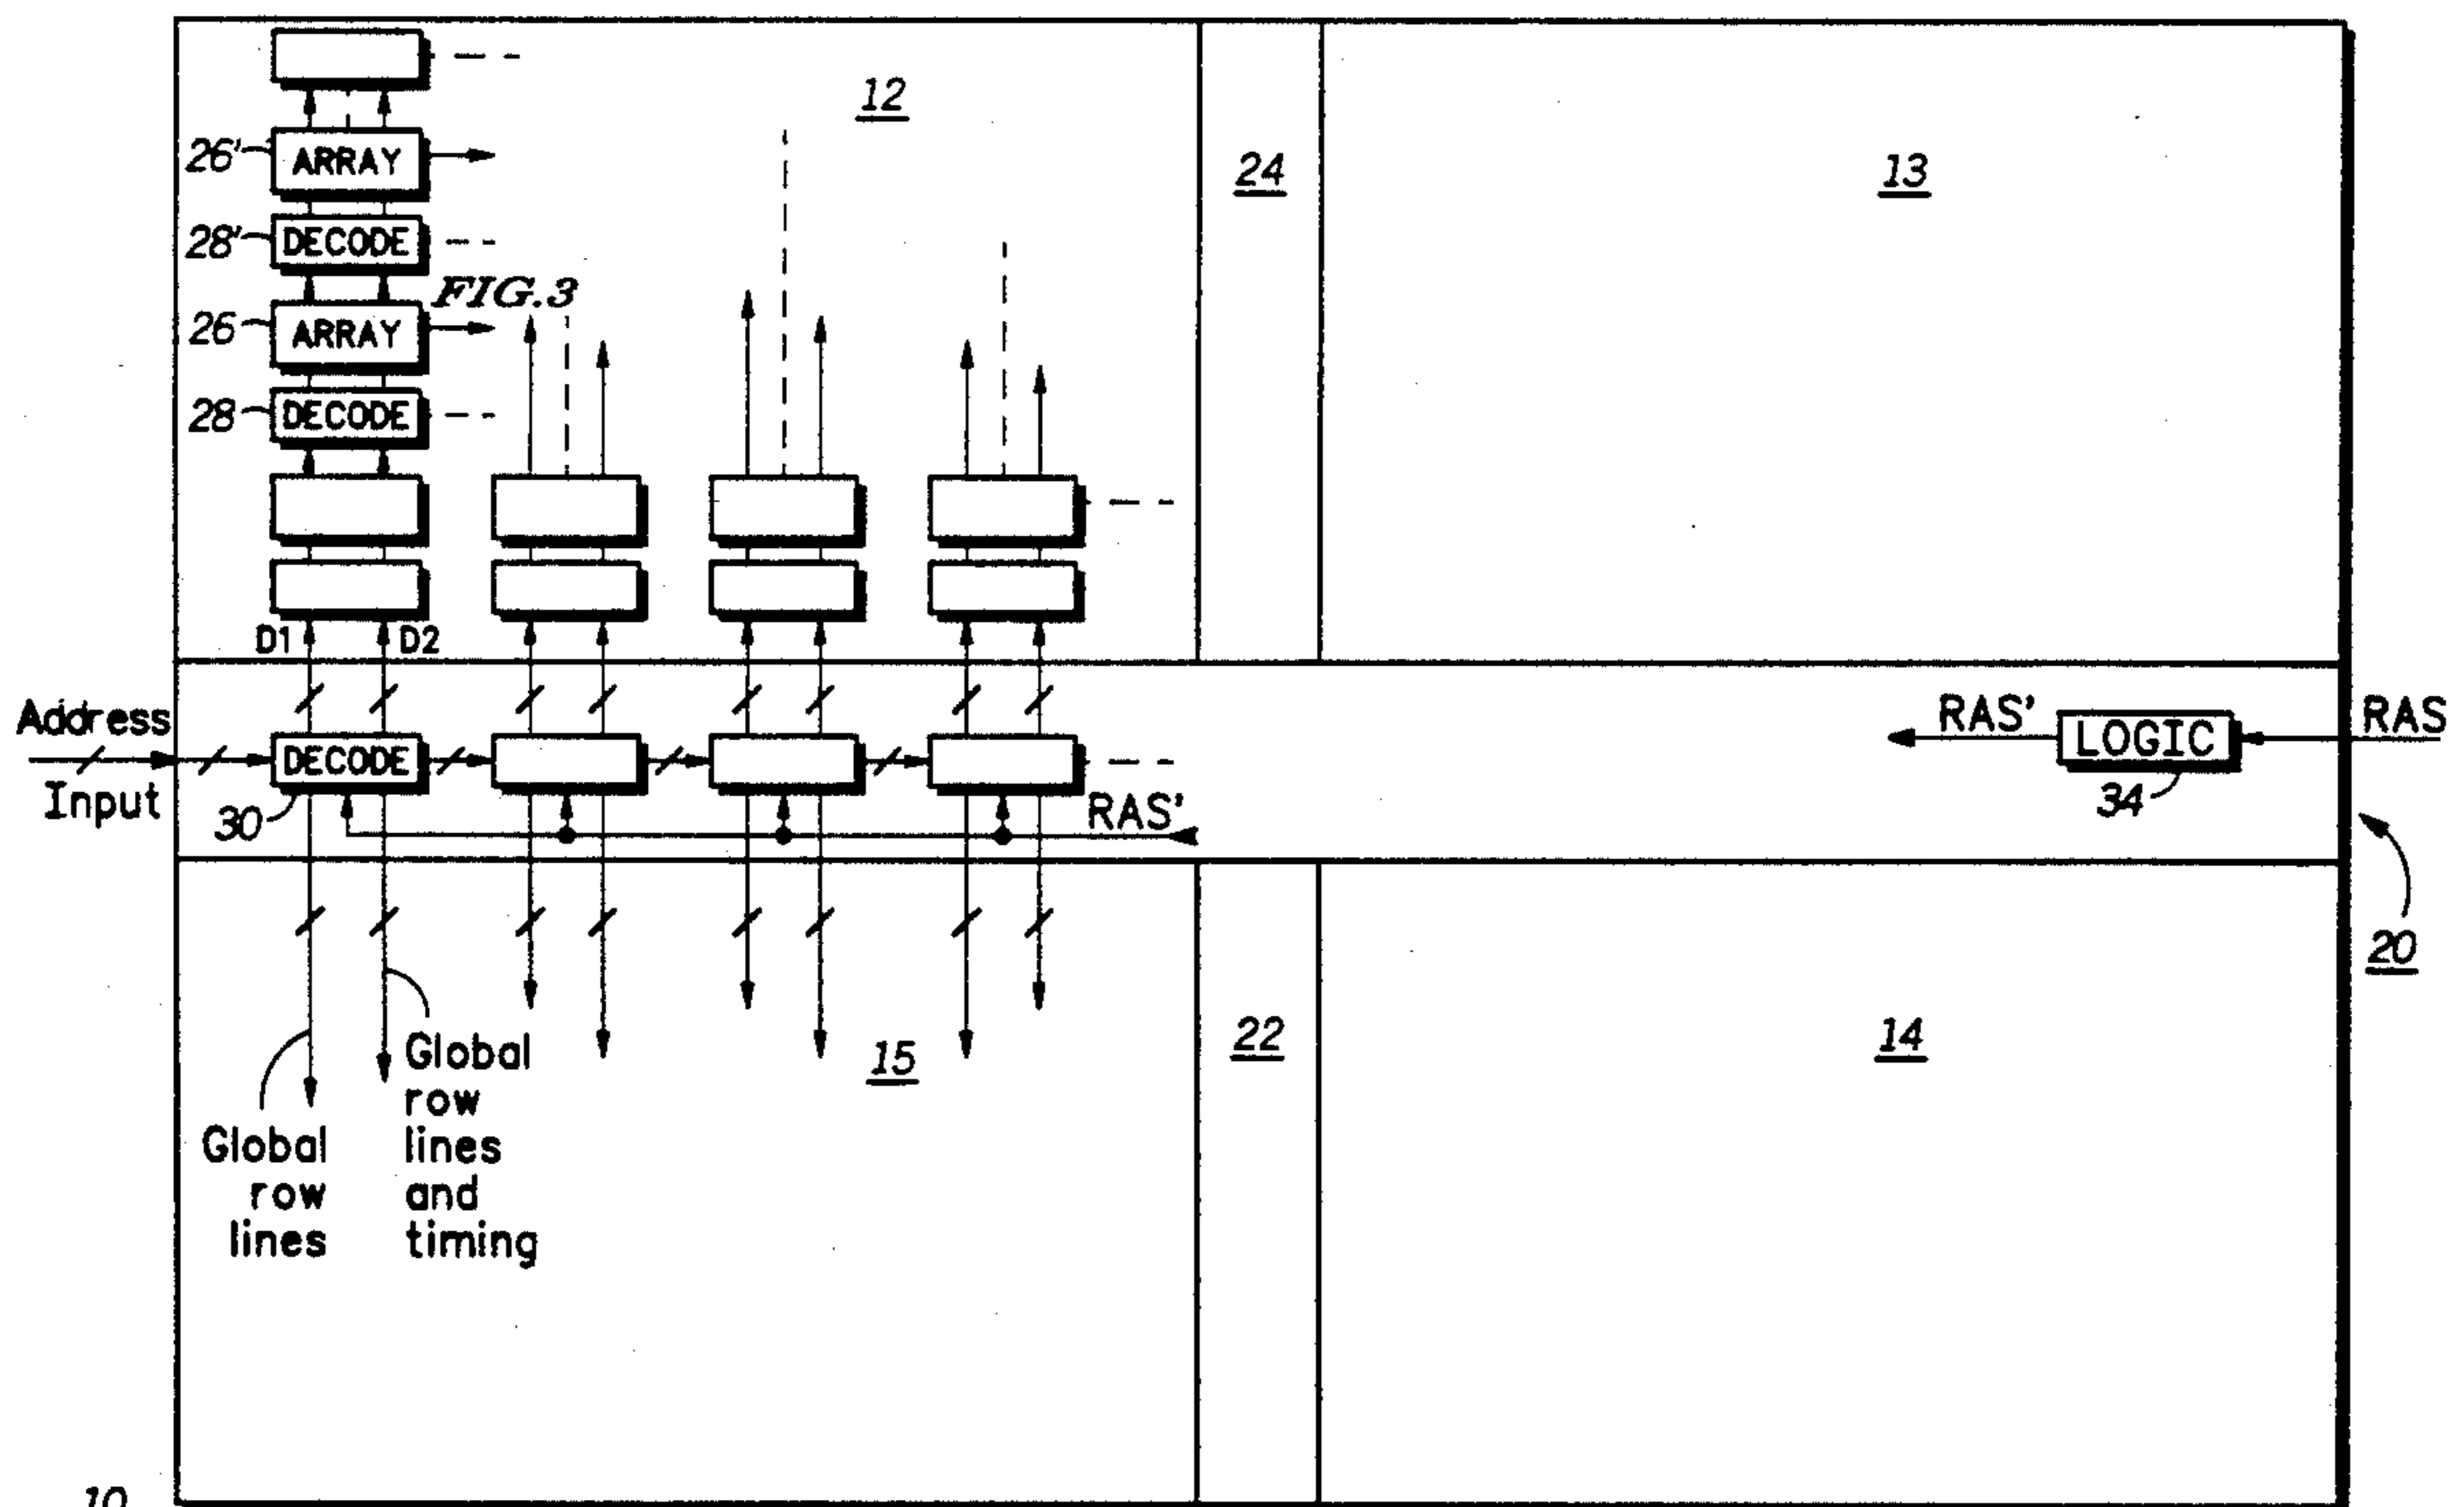 12
26'
ARRAY
24
13
28'
DECODE
FIG.3
26
ARRAY
28
DECODE
D1
D2
Address
Input
DECODE
30
RAS'
RAS'
LOGIC
34
RAS
20
Global
row
lines
and
timing
Global
row
lines
15
22
14
10